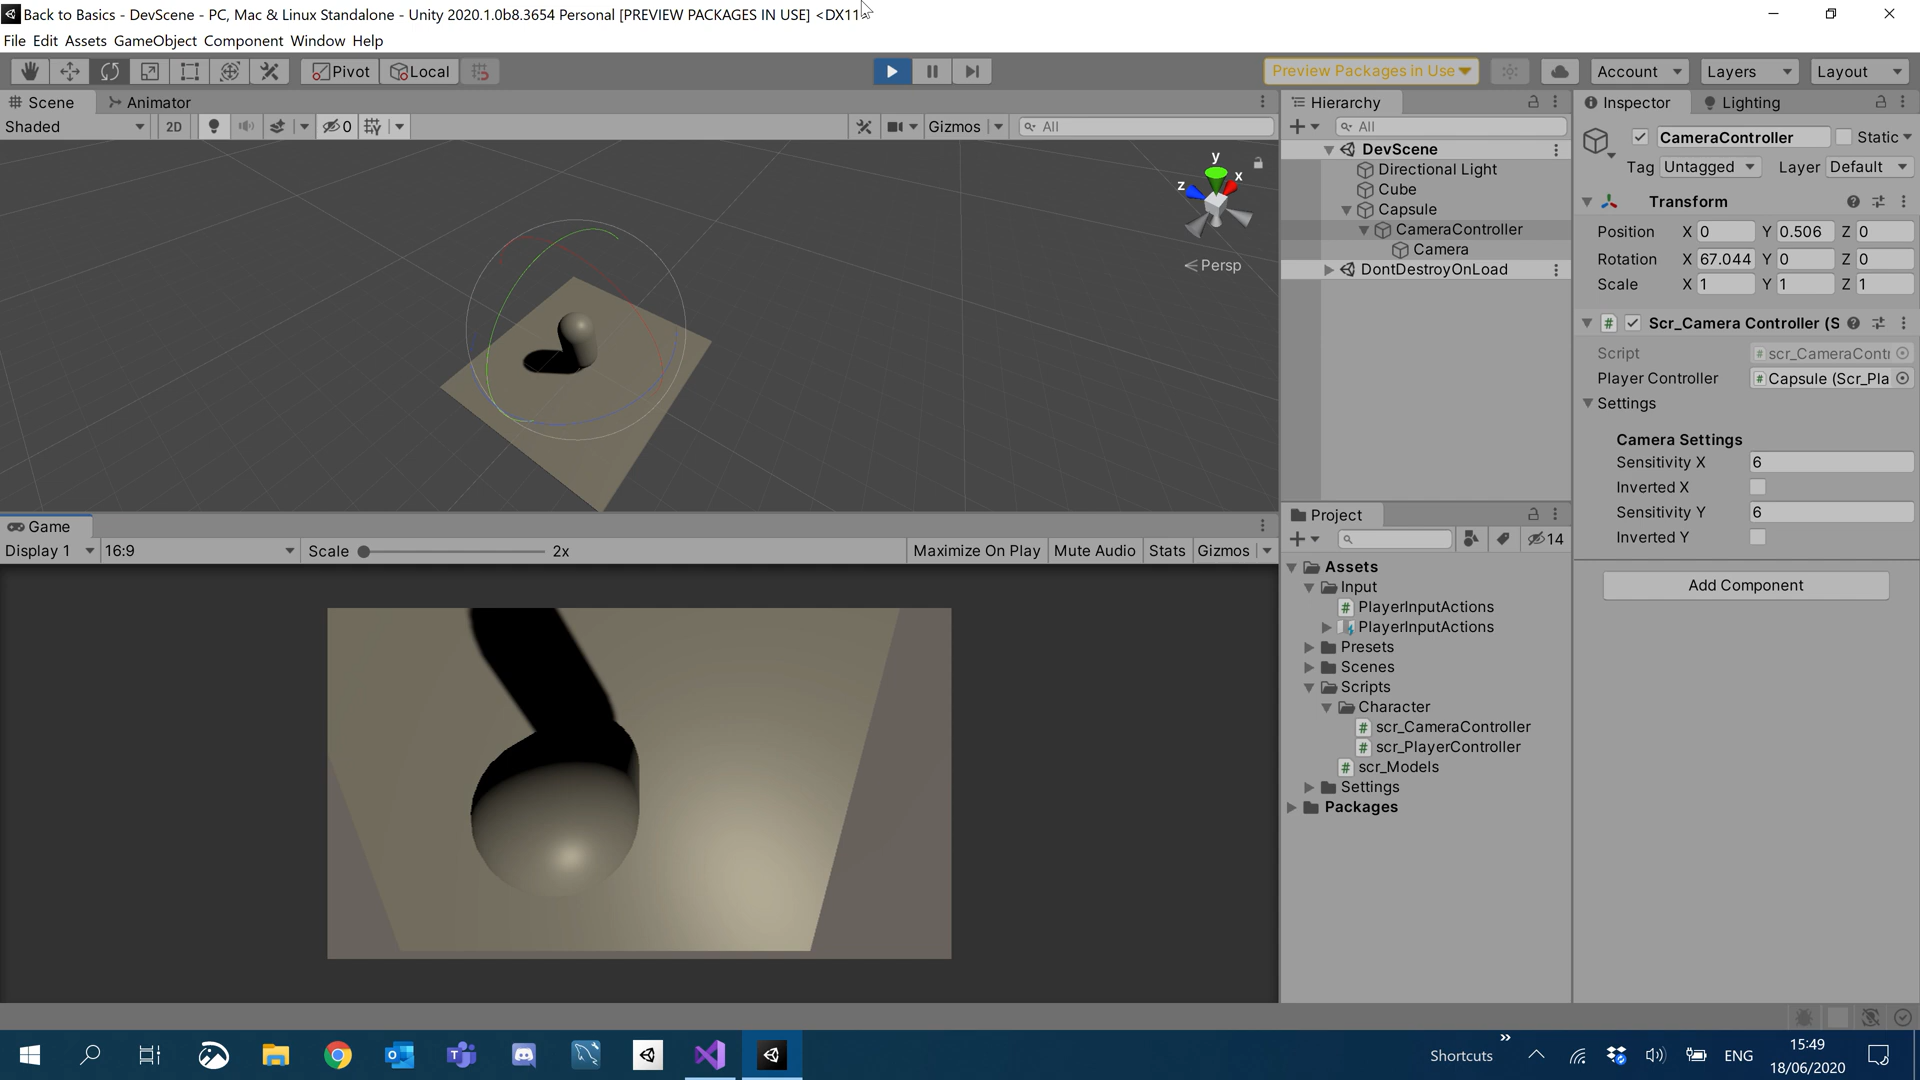 Back to Basics - DevScene - PC, Mac & Linux Standalone - Unity 2020.1.0b8.3654 Personal [PREVIEW PACKAGES IN USE] <DX11>
File Edit Assets GameObject Component Window Help
Pivot Local Preview Packages in Use Account Layers Layout
Scene Animator
Shaded 2D 0 Gizmos All
y
x
z
Persp
Game
Display 1 16:9 Scale 2x Maximize On Play Mute Audio Stats Gizmos
Hierarchy
All
DevScene
Directional Light
Cube
Capsule
CameraController
Camera
DontDestroyOnLoad
Project
14
Assets
Input
PlayerInputActions
PlayerInputActions
Presets
Scenes
Scripts
Character
scr_CameraController
scr_PlayerController
scr_Models
Settings
Packages
Inspector Lighting
CameraController Static
Tag Untagged Layer Default
Transform
Position X 0 Y 0.506 Z 0
Rotation X 67.044 Y 0 Z 0
Scale X 1 Y 1 Z 1
Scr_Camera Controller (S
Script scr_CameraContr
Player Controller Capsule (Scr_Pla
Settings
Camera Settings
Sensitivity X 6
Inverted X
Sensitivity Y 6
Inverted Y
Add Component
Shortcuts ENG 15:49
18/06/2020